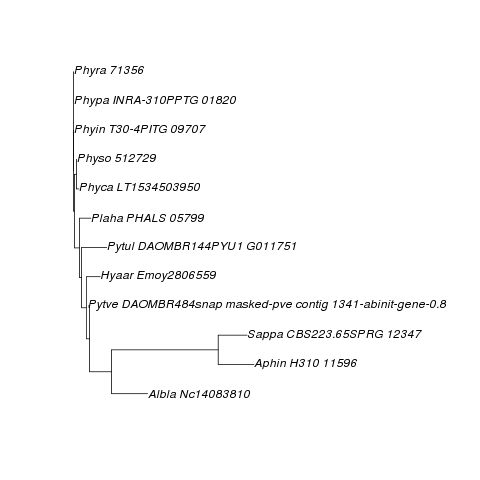 Phyra 71356
Phypa INRA-310PPTG 01820
Phyin T30-4PITG 09707
Physo 512729
Phyca LT1534503950
Plaha PHALS 05799
Pytul DAOMBR144PYU1 G011751
Hyaar Emoy2806559
Pytve DAOMBR484snap masked-pve contig 1341-abinit-gene-0.8
Sappa CBS223.65SPRG 12347
Aphin H310 11596
Albla Nc14083810